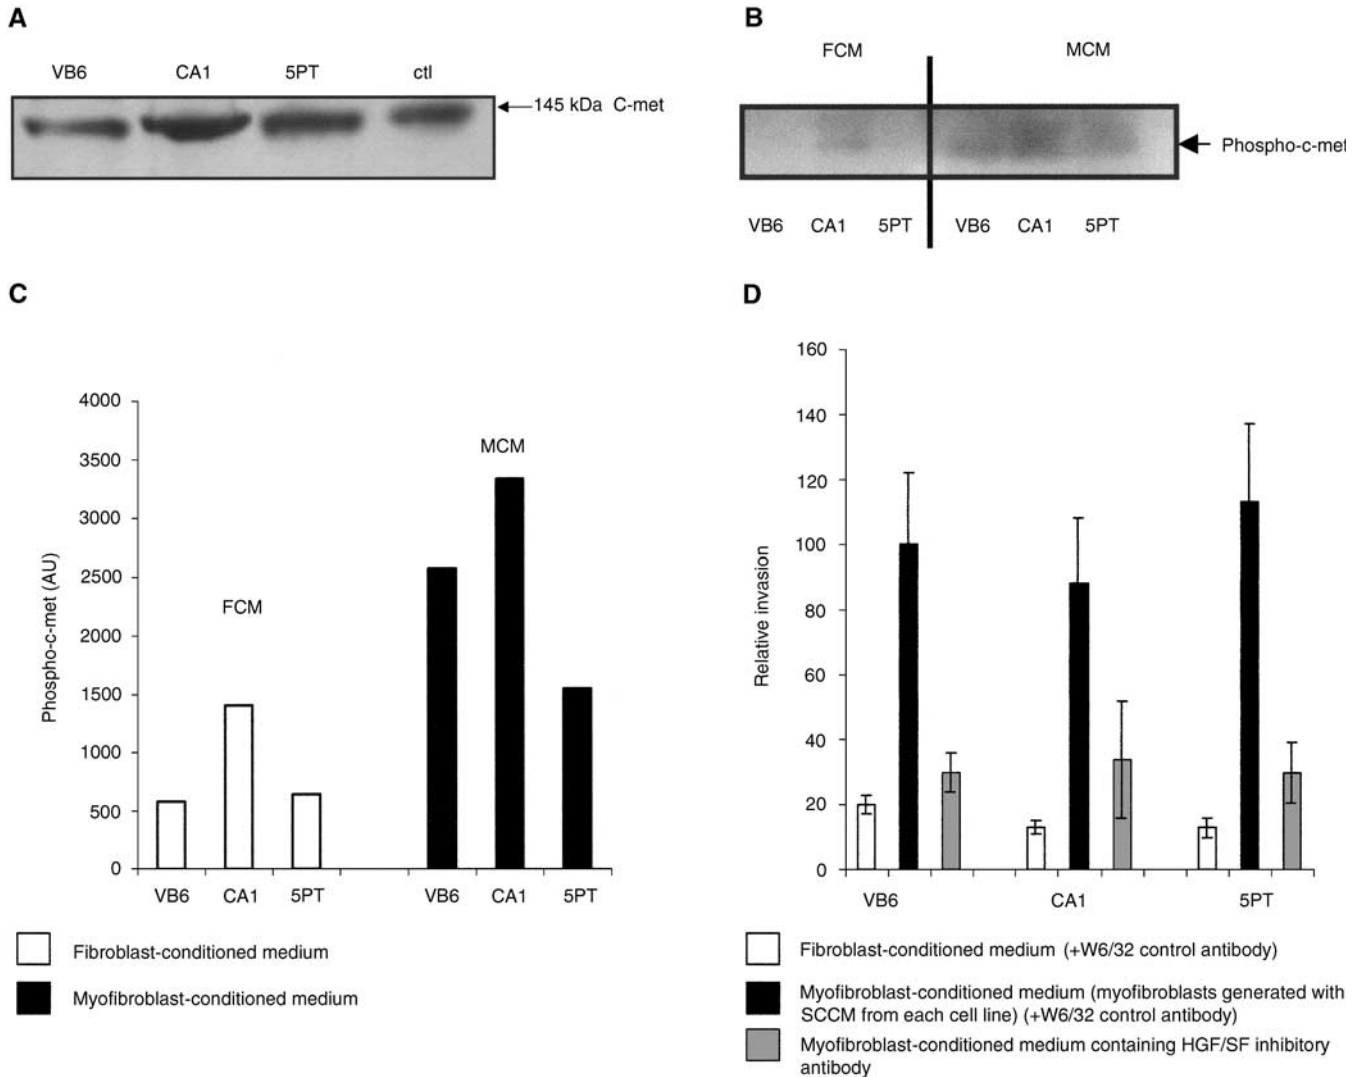 A
VB6 CA1 5PT ctl
145 kDa C-met
B
FCM MCM
Phospho-c-met
VB6 CA1 5PT VB6 CA1 5PT
C
Phospho-c-met (AU)
4000
3500
3000
2500
2000
1500
1000
500
0
FCM
MCM
VB6 CA1 5PT VB6 CA1 5PT
Fibroblast-conditioned medium
Myofibroblast-conditioned medium
D
Relative invasion
160
140
120
100
80
60
40
20
0
VB6 CA1 5PT
Fibroblast-conditioned medium (+W6/32 control antibody)
Myofibroblast-conditioned medium (myofibroblasts generated with
SCCM from each cell line) (+W6/32 control antibody)
Myofibroblast-conditioned medium containing HGF/SF inhibitory
antibody